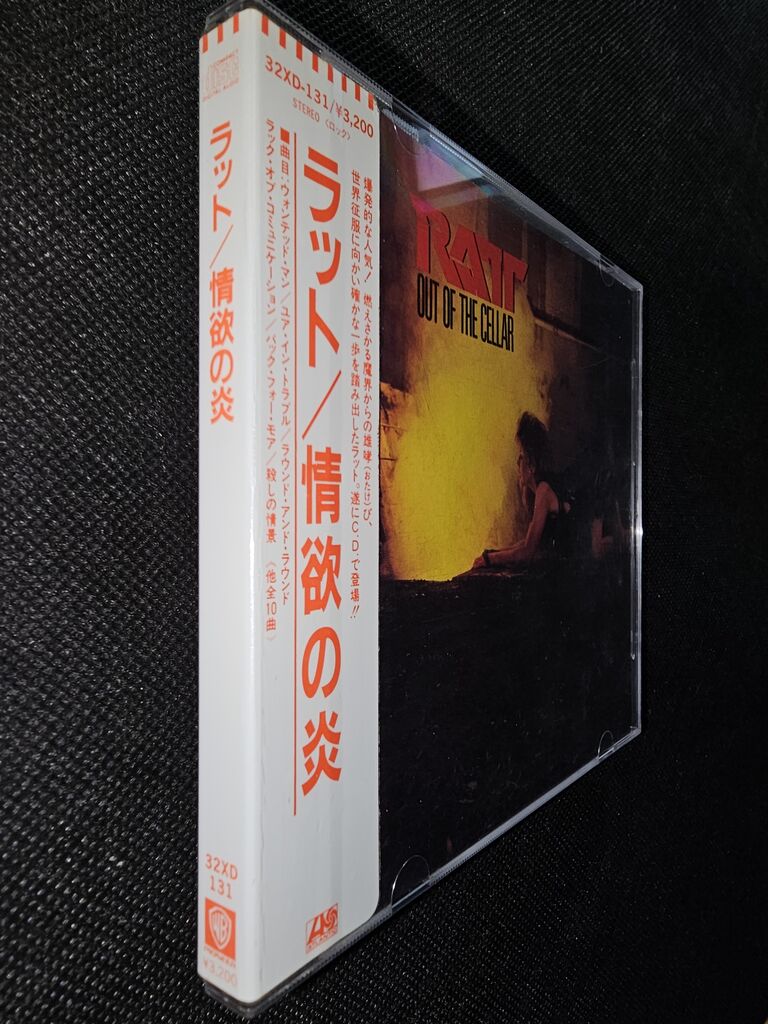 COMPACT
disc
DIGITAL AUDIO
ラット/情欲の炎
32XD
131
WB
PIONEER
¥3,200
32XD-131/¥3,200
STEREO 〈ロック〉
爆発的な人気! 燃えさかる魔界からの雄哮(おたけ)び、
世界征服に向かい確かな一歩を踏み出したラット。遂にC.D.で登場!!
ラット/情欲の炎
■曲目:ウォンテッド・マン/ユア・イン・トラブル/ラウンド・アンド・ラウンド
ラック・オブ・コミュニケーション/バック・フォー・モア/殺しの情景 (他全10曲)
ATLANTIC
RATT
OUT OF THE CELLAR